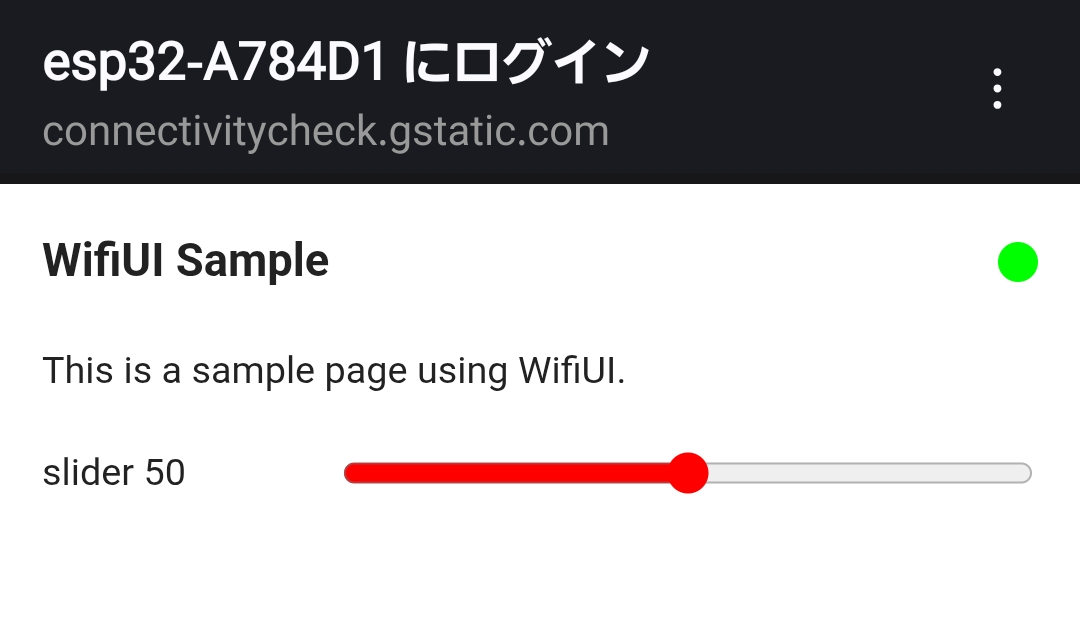 esp32-A784D1 にログイン
connectivitycheck.gstatic.com
WifiUI Sample
This is a sample page using WifiUI.
slider 50